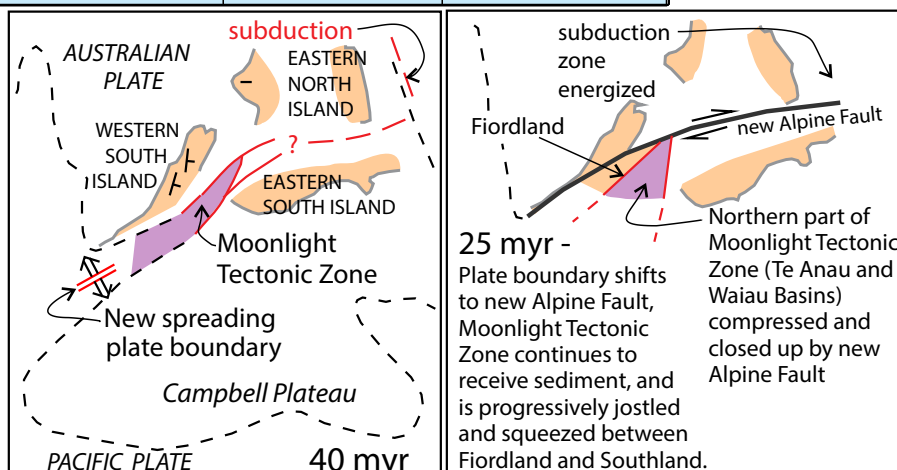 AUSTRALIAN
PLATE
subduction
EASTERN
NORTH
ISLAND
WESTERN
SOUTH
ISLAND
?
EASTERN
SOUTH ISLAND
Moonlight
Tectonic Zone
New spreading
plate boundary
Campbell Plateau
PACIFIC PLATE
40 myr
subduction
zone
energized
Fiordland
new Alpine Fault
25 myr -
Plate boundary shifts
to new Alpine Fault,
Moonlight Tectonic
Zone continues to
receive sediment, and
is progressively jostled
and squeezed between
Fiordland and Southland.
Northern part of
Moonlight Tectonic
Zone (Te Anau and
Waiau Basins)
compressed and
closed up by new
Alpine Fault